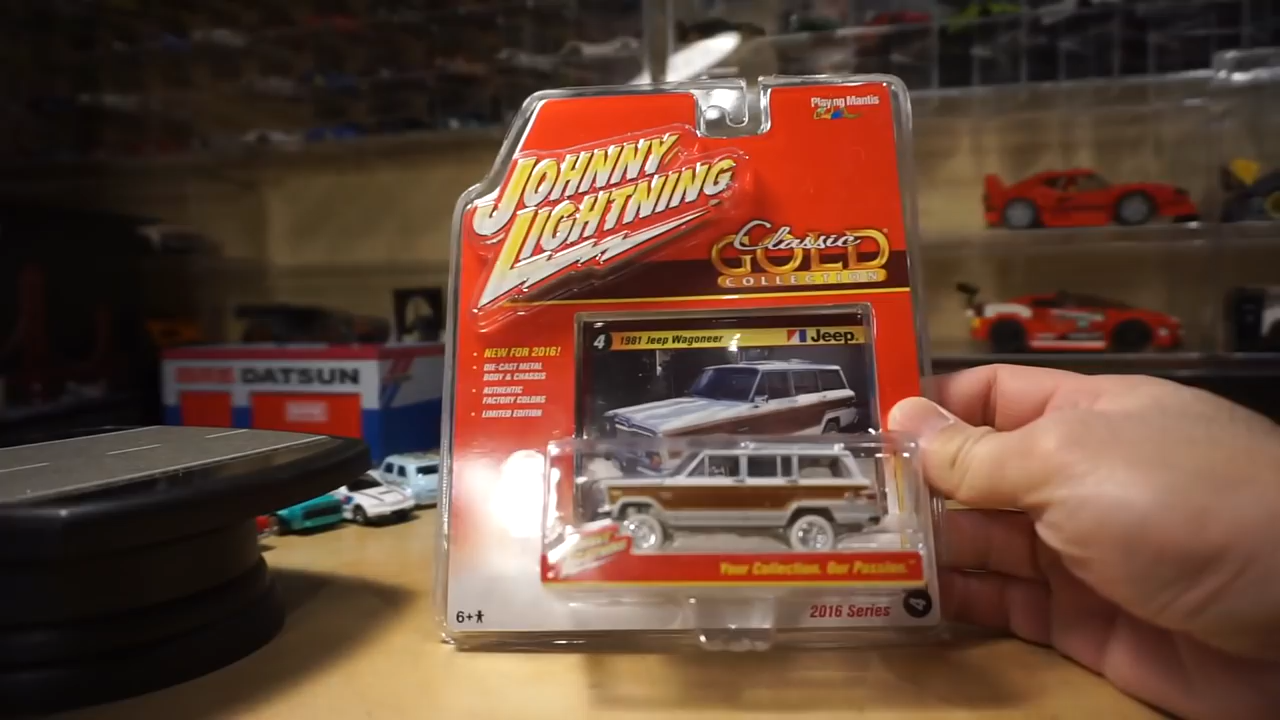 Playing Mantis
JOHNNY
LIGHTNING
Classic
GOLD
COLLECTION
4 1981 Jeep Wagoneer Jeep
• NEW FOR 2016!
• DIE-CAST METAL
BODY & CHASSIS
• AUTHENTIC
FACTORY COLORS
• LIMITED EDITION
DATSUN
Your Collection. Our Passion.™
6+
2016 Series 4